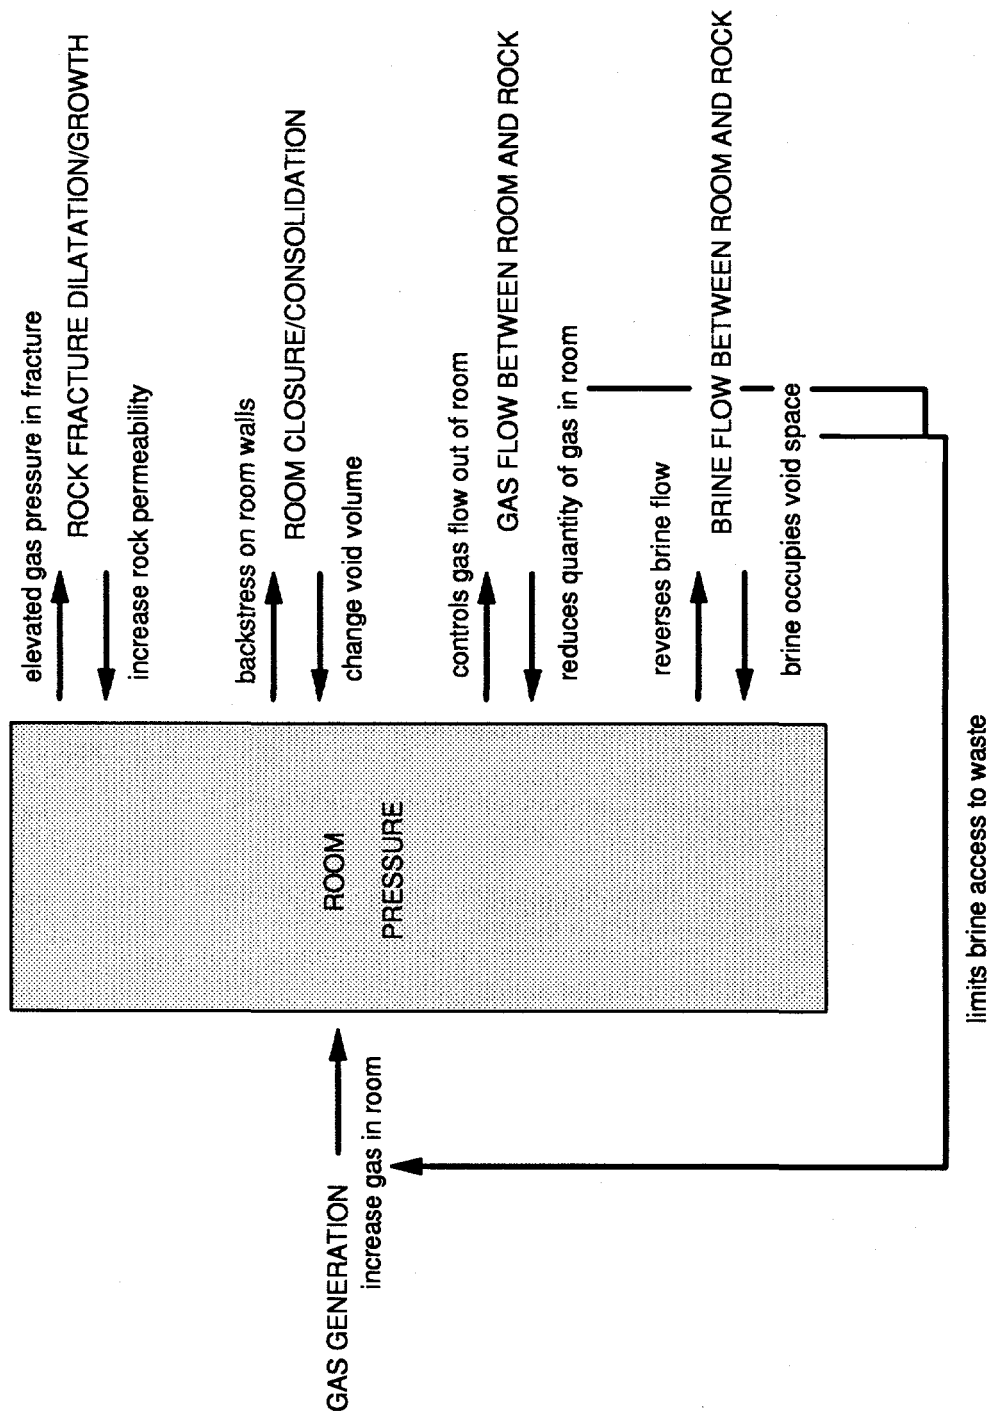 elevated gas pressure in fracture
ROCK FRACTURE DILATATION/GROWTH
increase rock permeability
backstress on room walls
ROOM CLOSURE/CONSOLIDATION
change void volume
GAS GENERATION
increase gas in room
ROOM
PRESSURE
controls gas flow out of room
GAS FLOW BETWEEN ROOM AND ROCK
reduces quantity of gas in room
reverses brine flow
BRINE FLOW BETWEEN ROOM AND ROCK
brine occupies void space
limits brine access to waste